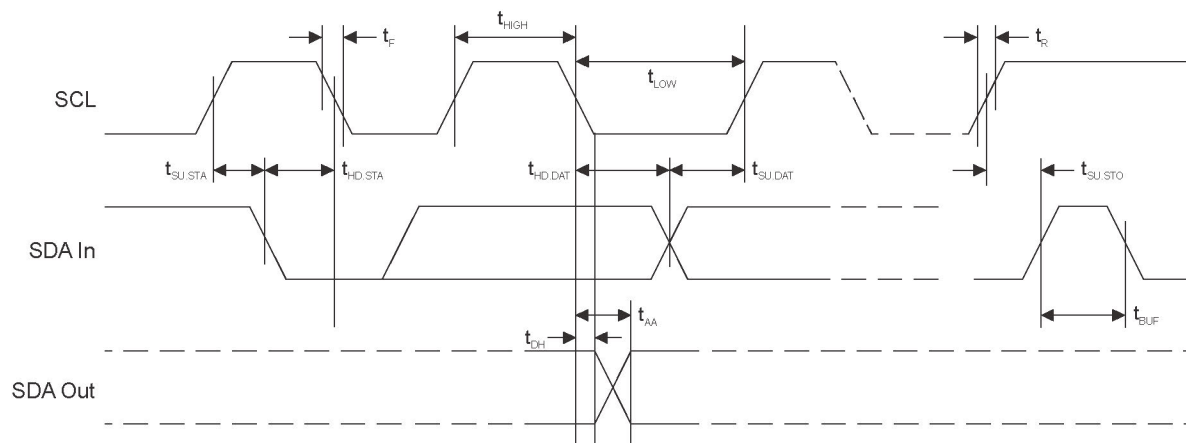 tF
tHIGH
tR
tLOW
SCL
tSU.STA
tHD.STA
tHD.DAT
tSU.DAT
tSU.STO
SDA In
tAA
tBUF
tDH
SDA Out